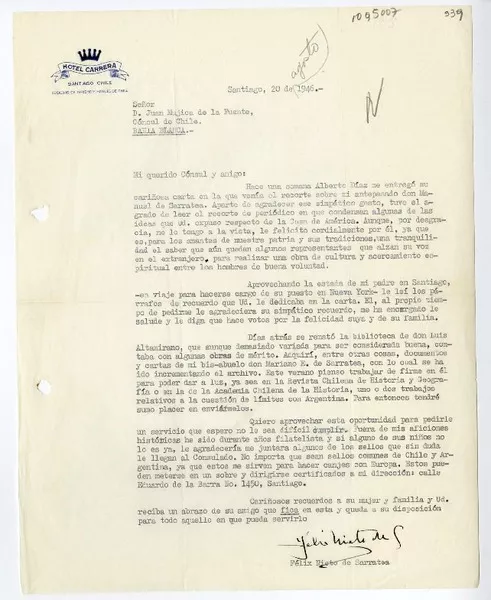 1095007
939
HOTEL CARRERA
SANTIAGO CHILE
agosto
Santiago, 20 de 1946.-
Señor
D. Juan Mujica de la Fuente,
Cónsul de Chile.
BAHIA BLANCA.-
Mi querido Cónsul y amigo:
Hace una semana Alberto Días me entregó su
cariñosa carta en la que venía el recorte sobre mi antepasado don Ma-
nuel de Sarratea. Aparte de agradecer ese simpático gesto, tuve el a-
grado de leer el recorte de periódico en que condensan algunas de las
ideas que Ud. expuso respecto de la Casa de América. Aunque, por desgra-
cia, no lo tengo a la vista, le felicito cordialmente por él, ya que
es, para los amantes de nuestra patria y sus tradiciones, una tranquili-
dad el saber que aún quedan algunos representantes que alzan su voz
en el extranjero, para realizar una obra de cultura y acercamiento es-
piritual entre los hombres de buena voluntad.
Aprovechando la estada de mi padre en Santiago,
-en viaje para hacerse cargo de su puesto en Nueva York- le leí los pá-
rrafos de recuerdo que Ud. le dedicaba en la carta. El, al propio tiem-
po de pedirme le agradeciera su simpático recuerdo, me ha encargado le
salude y le diga que hace votos por la felicidad suya y de su familia.
Días atrás se remató la biblioteca de don Luis
Altamirano, que aunque demasiado variada para ser considerada buena, con-
taba con algunas obras de mérito. Adquirí, entre otras cosas, documentos
y cartas de mi bis-abuelo don Mariano E. de Sarratea, con lo cual se ha
ido incrementando el archivo. Este verano pienso trabajar de firme en él
para poder dar a luz, ya sea en la Revista Chilena de Historia y Geogra-
fía o en la de la Academia Chilena de la Historia, uno o dos trabajos
relativos a la cuestión de límites con Argentina. Para entonces tendré
sumo placer en enviárselos.
Quiero aprovechar esta oportunidad para pedirle
un servicio que espero no le sea difícil cumplir. Fuera de mis aficiones
históricas he sido durante años filatelista y si alguno de sus niños no
lo es ya, le agradecería me juntara algunos de los sellos que sin duda
le llegan al Consulado. No importa que sean sellos comunes de Chile y Ar-
gentina, ya que estos me sirven para hacer canjes con Europa. Estos pue-
den meterse en un sobre y dirigirse certificados a mi dirección: calle
Eduardo de la Barra No. 1450, Santiago.
Cariñosos recuerdos a su mujer y familia y Ud.
reciba un abrazo de su amigo que fica en esta y queda a su disposición
para todo aquello en que pueda servirlo
Félix Nieto de S
Félix Nieto de Sarratea